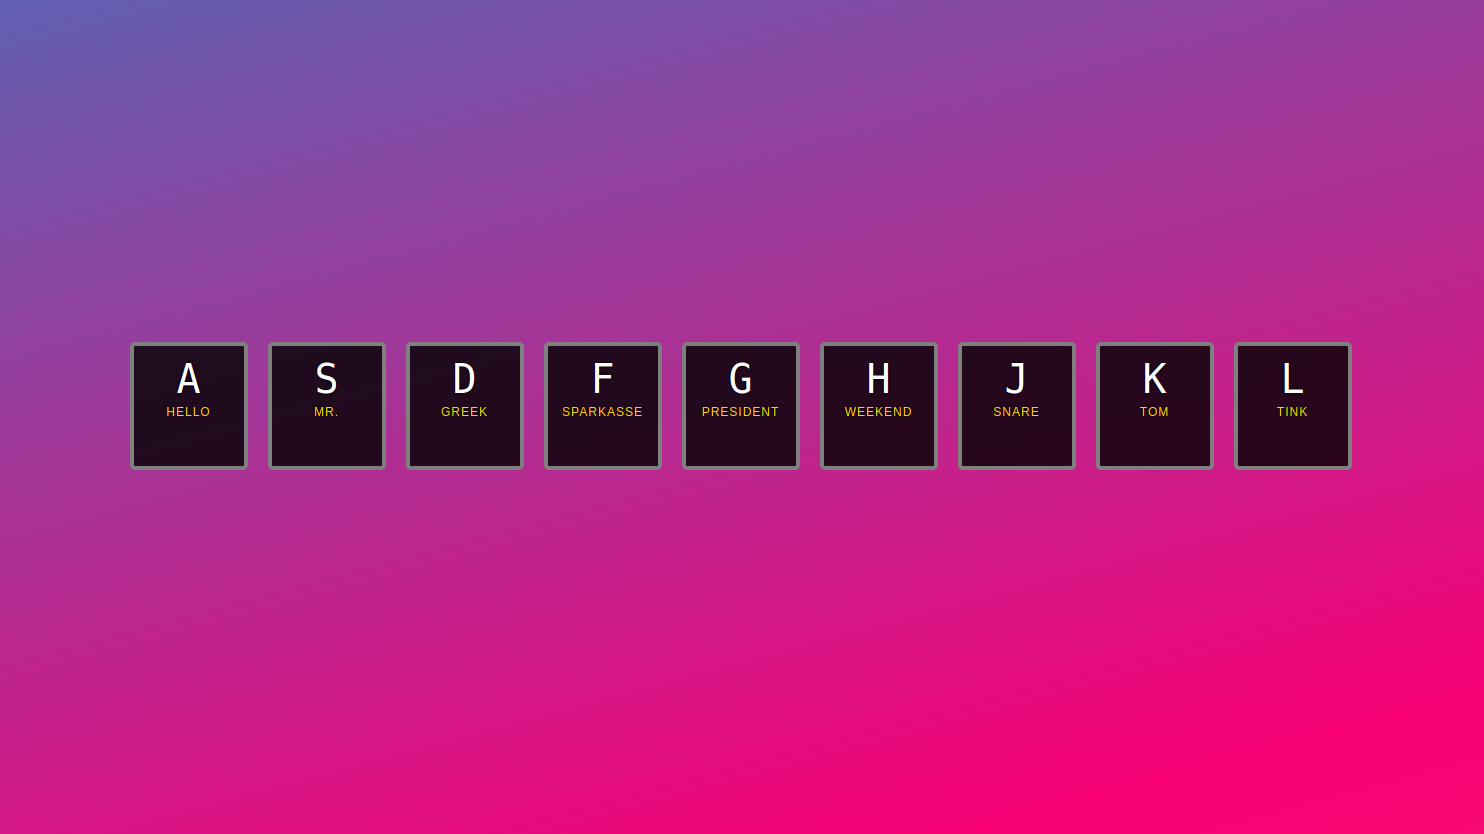 A S D F G H J K L
HELLO MR. GREEK SPARKASSE PRESIDENT WEEKEND SNARE TOM TINK